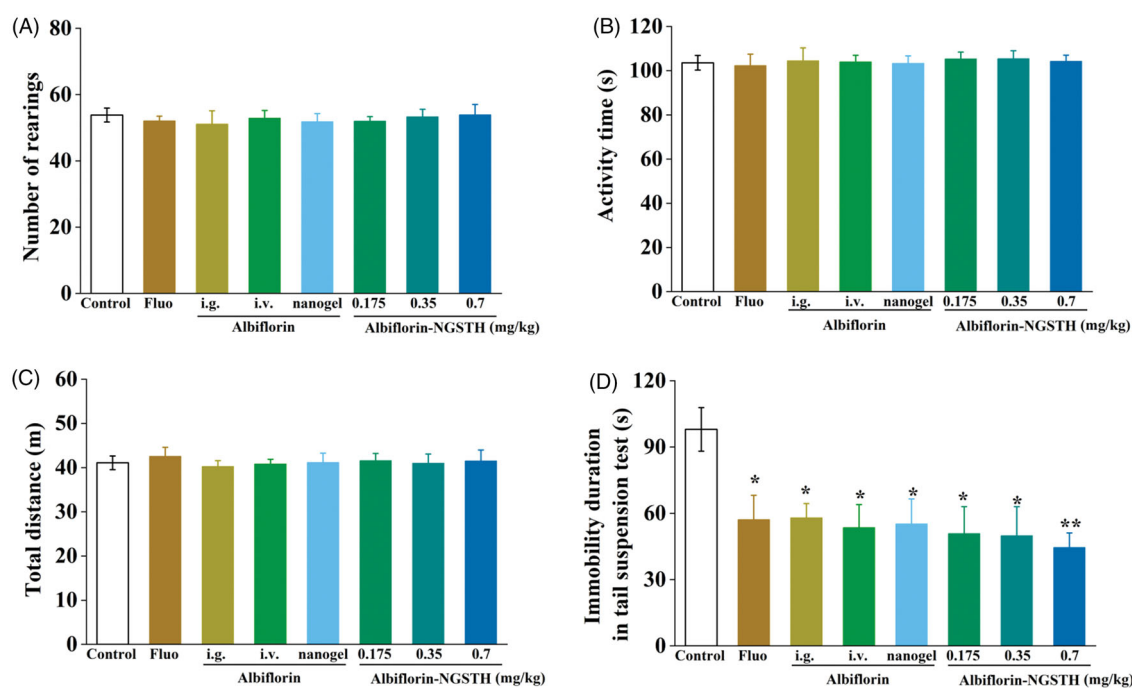 (A)
Number of rearings
80
60
40
20
0
Control Fluo i.g. i.v. nanogel 0.175 0.35 0.7
Albiflorin Albiflorin-NGSTH (mg/kg)
(B)
Activity time (s)
120
100
80
60
40
20
0
Control Fluo i.g. i.v. nanogel 0.175 0.35 0.7
Albiflorin Albiflorin-NGSTH (mg/kg)
(C)
Total distance (m)
60
50
40
30
20
10
0
Control Fluo i.g. i.v. nanogel 0.175 0.35 0.7
Albiflorin Albiflorin-NGSTH (mg/kg)
(D)
Immobility duration
in tail suspension test (s)
120
90
60
30
0
* * * * * * **
Control Fluo i.g. i.v. nanogel 0.175 0.35 0.7
Albiflorin Albiflorin-NGSTH (mg/kg)